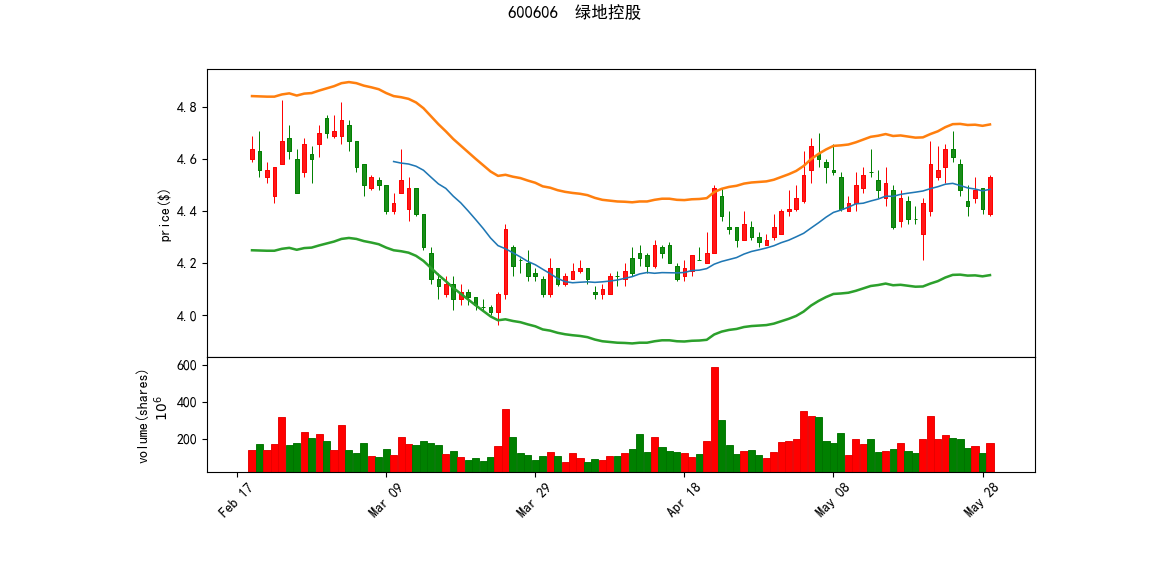 600606 绿地控股
price($)
4.8
4.6
4.4
4.2
4.0
volume(shares)
10^6
600
400
200
Feb 17
Mar 09
Mar 29
Apr 18
May 08
May 28